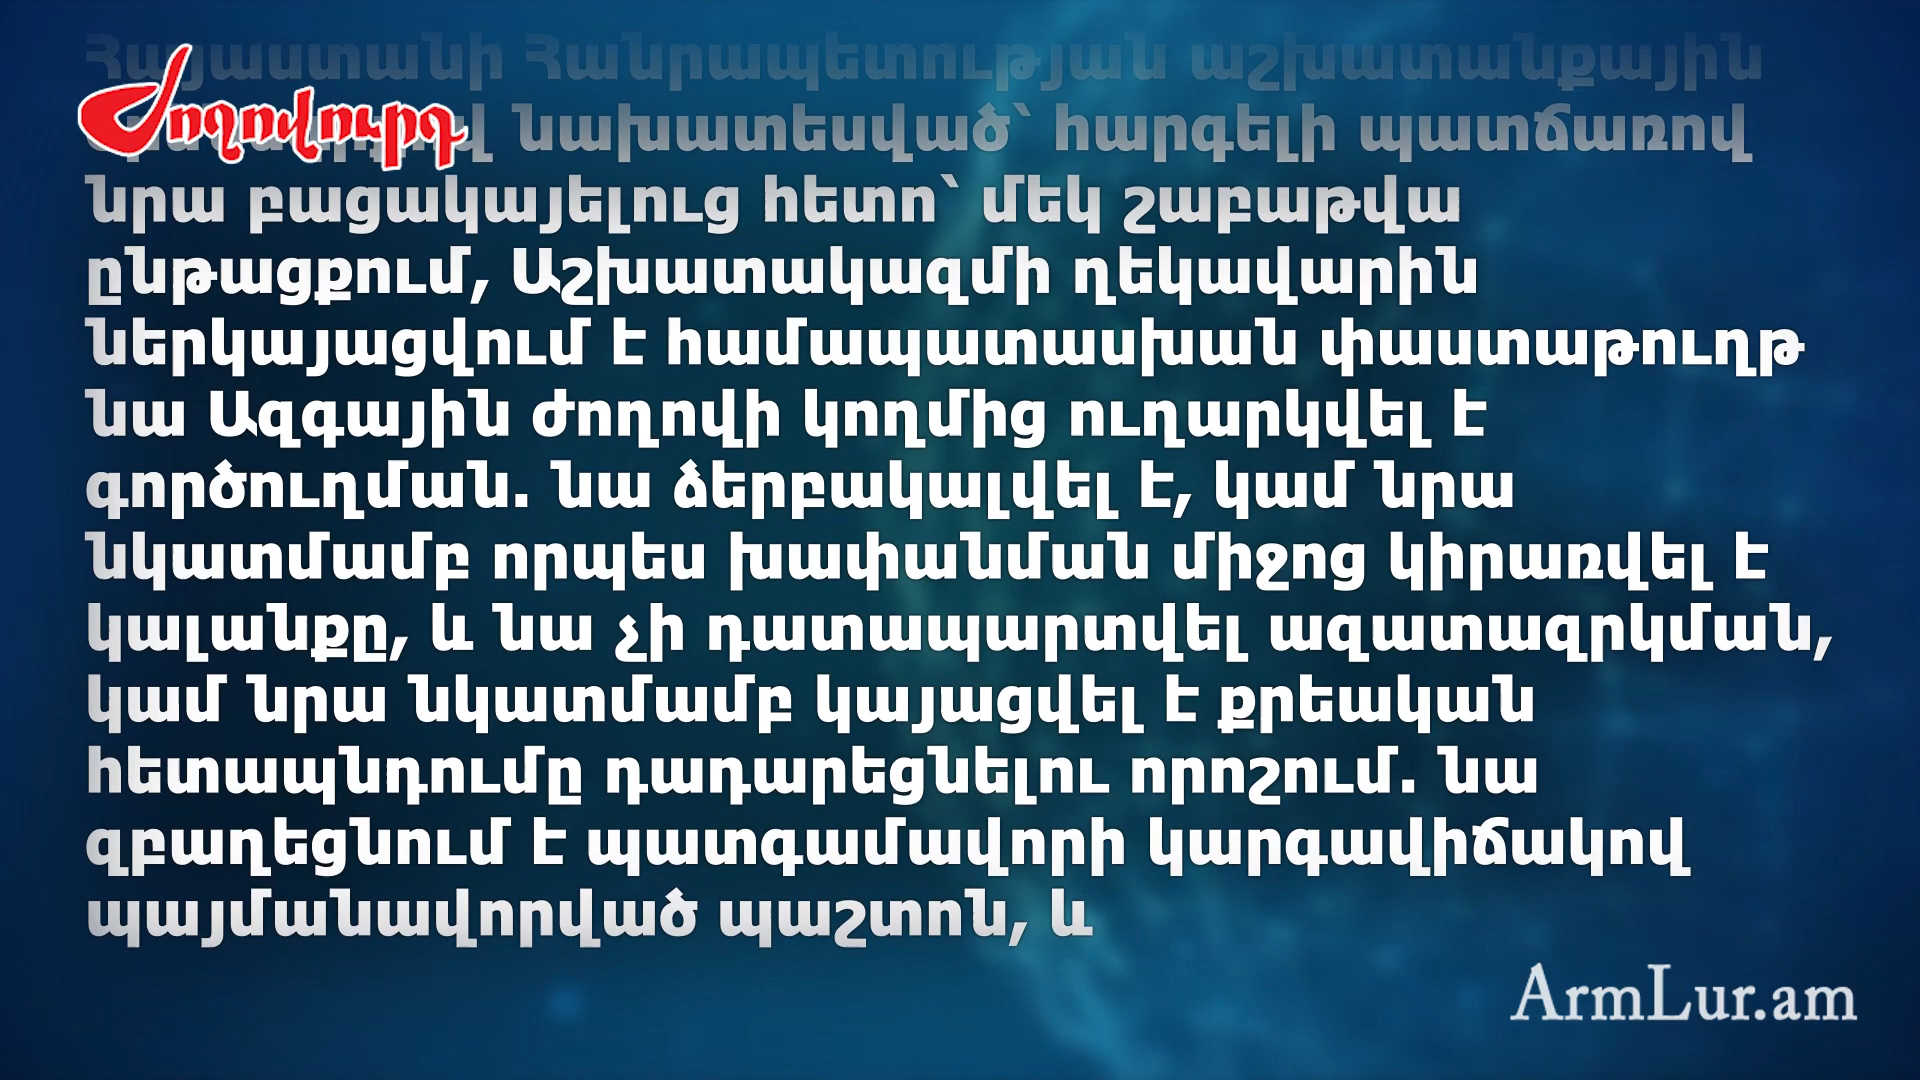 Հայաստանի Հանրապետության աշխատանքային
Ժողովուրդ
նախատեսված՝ հարգելի պատճառով
նրա բացակայելուց հետո՝ մեկ շաբաթվա
ընթացքում, Աշխատակազմի ղեկավարին
ներկայացվում է համապատասխան փաստաթուղթ
նա Ազգային ժողովի կողմից ուղարկվել է
գործուղման. նա ձերբակալվել է, կամ նրա
նկատմամբ որպես խափանման միջոց կիրառվել է
կալանքը, և նա չի դատապարտվել ազատազրկման,
կամ նրա նկատմամբ կայացվել է քրեական
հետապնդումը դադարեցնելու որոշում. նա
զբաղեցնում է պատգամավորի կարգավիճակով
պայմանավորված պաշտոն, և
ArmLur.am